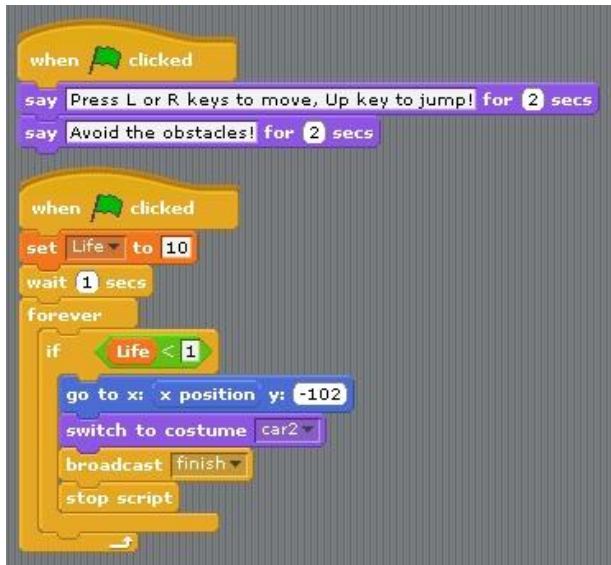 when clicked
say Press L or R keys to move, Up key to jump! for 2 secs
say Avoid the obstacles! for 2 secs
when clicked
set Life to 10
wait 1 secs
forever
if Life < 1
go to x: x position y: -102
switch to costume car2
broadcast finish
stop script